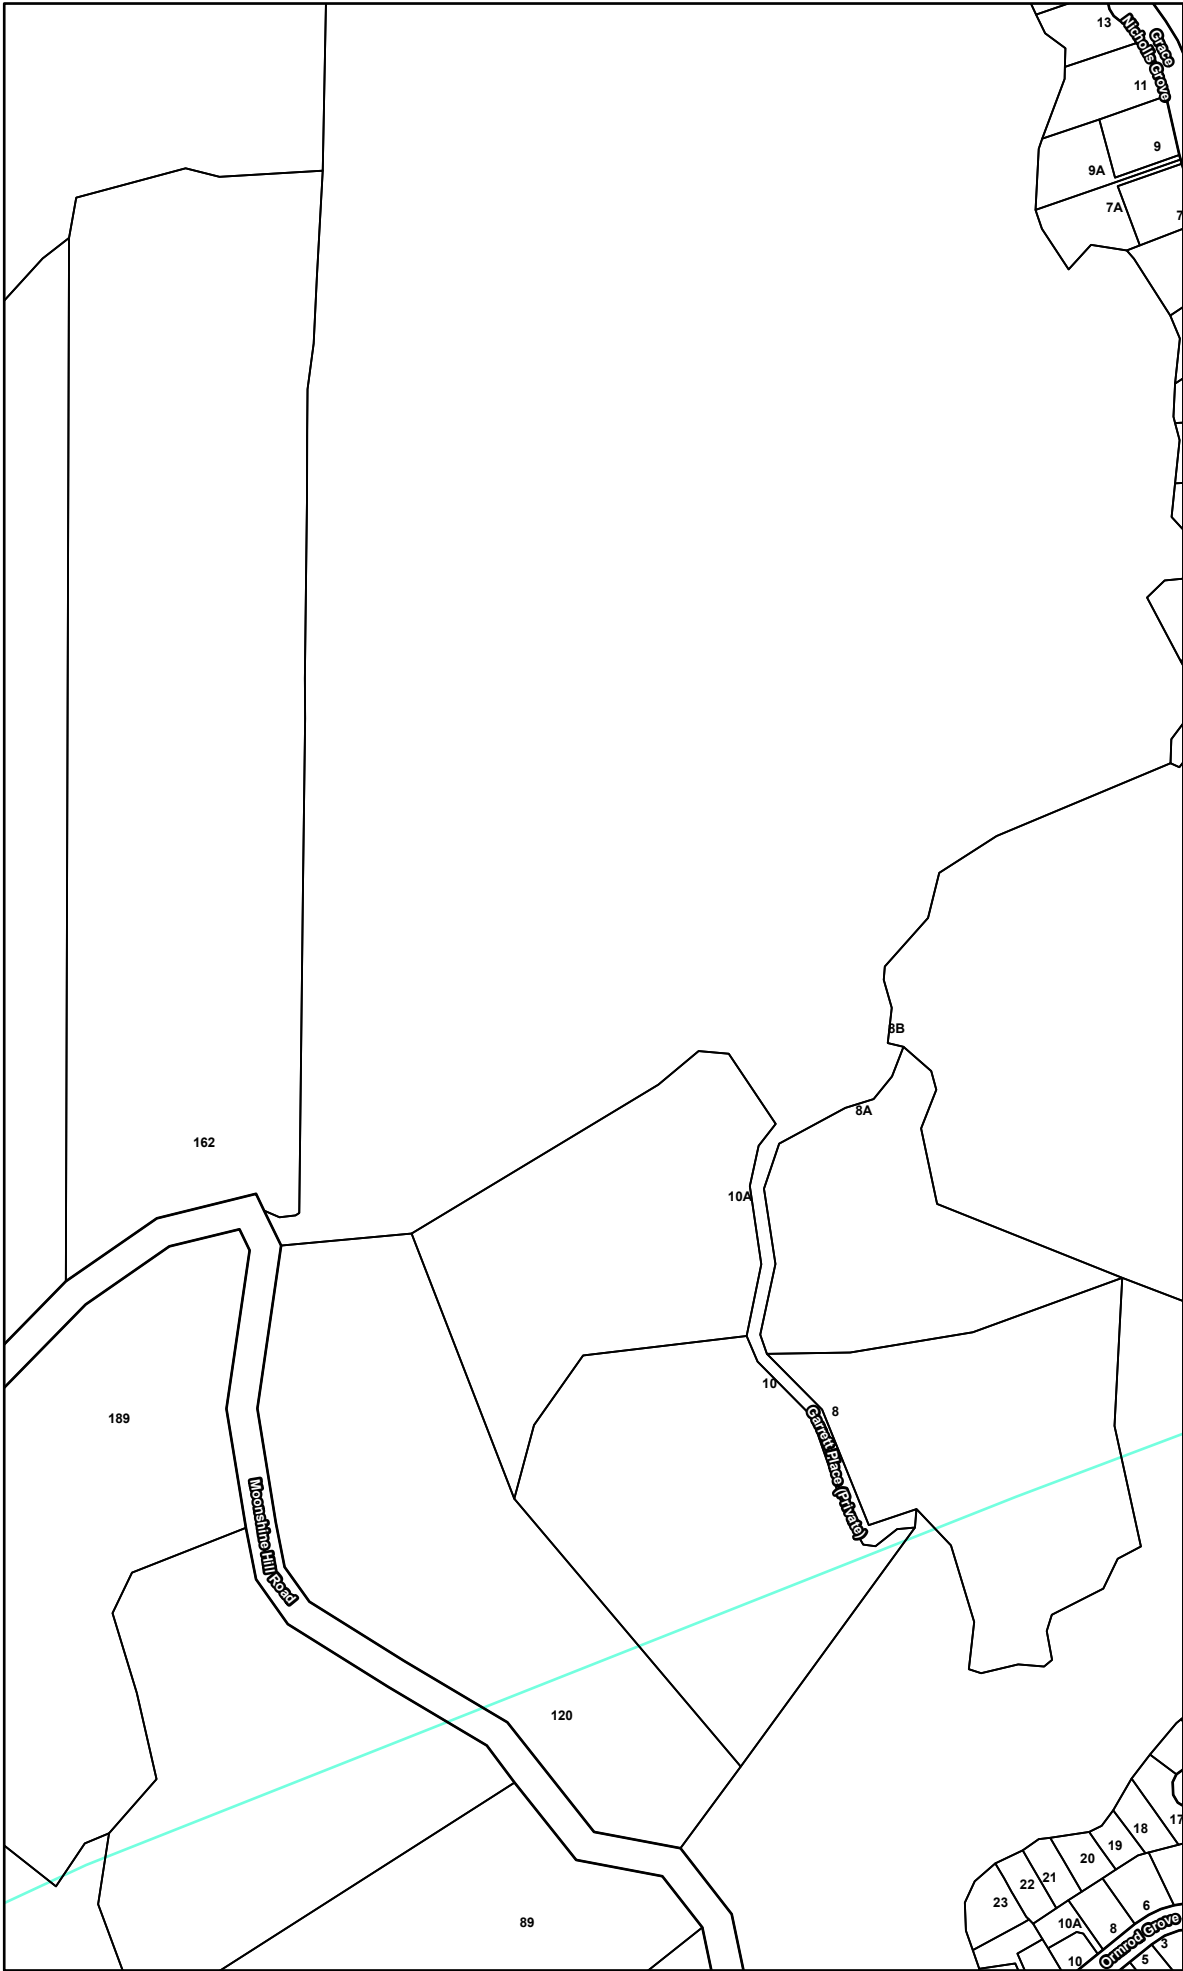 13
Grace
Nicholls Grove
11
9
9A
7A
7
8B
8A
162
10A
10
8
189
Garrett Place (Private)
Moonshine Hill Road
120
17
18
19
20
21
22
23
6
10A
8
89
Ormrod Grove
3
5
10